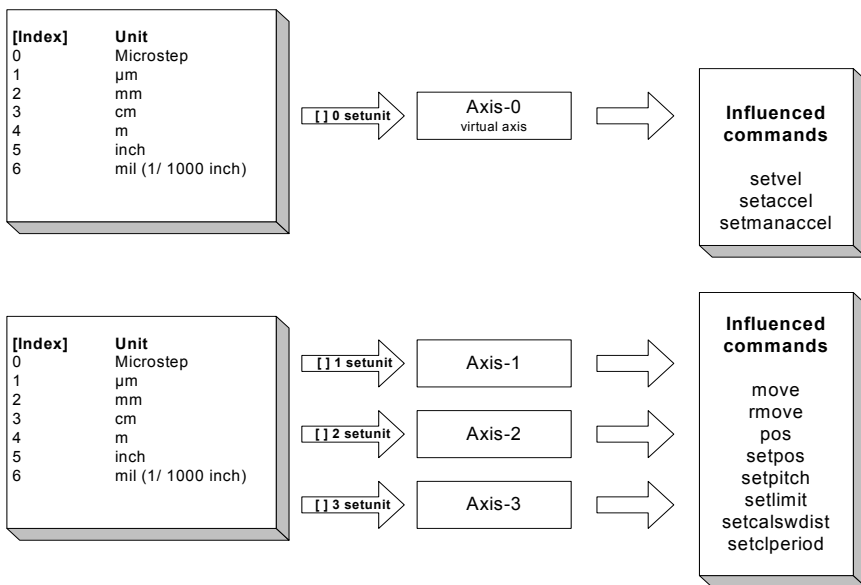 [Index] Unit
0 Microstep
1 µm
2 mm
3 cm
4 m
5 inch
6 mil (1/ 1000 inch)
[ ] 0 setunit
Axis-0
virtual axis
Influenced
commands
setvel
setaccel
setmanaccel
[Index] Unit
0 Microstep
1 µm
2 mm
3 cm
4 m
5 inch
6 mil (1/ 1000 inch)
[ ] 1 setunit
Axis-1
[ ] 2 setunit
Axis-2
[ ] 3 setunit
Axis-3
Influenced
commands
move
rmove
pos
setpos
setpitch
setlimit
setcalswdist
setclperiod